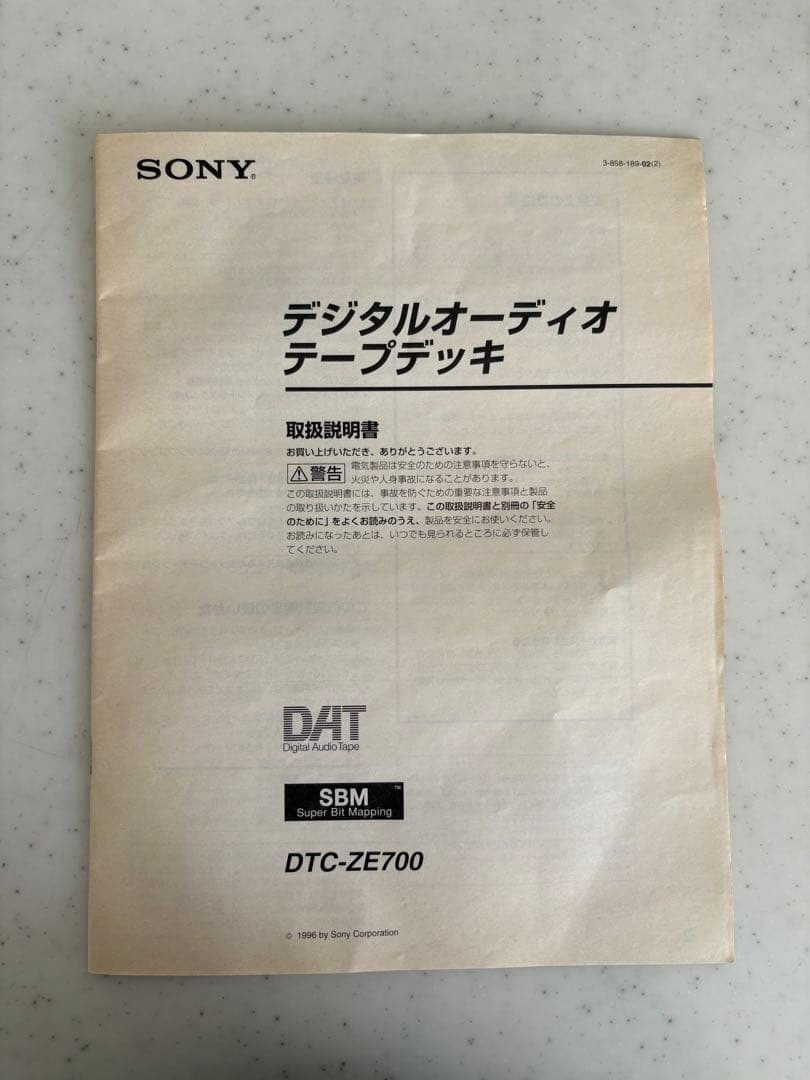 SONY®
3-858-189-02(2)
デジタルオーディオ
テープデッキ
取扱説明書
お買い上げいただき、ありがとうございます。
警告
電気製品は安全のための注意事項を守らないと、
火災や人身事故になることがあります。
この取扱説明書には、事故を防ぐための重要な注意事項と製品
の取り扱いかたを示しています。この取扱説明書と別冊の「安全
のために」をよくお読みのうえ、製品を安全にお使いください。
お読みになったあとは、いつでも見られるところに必ず保管し
てください。
DAT
Digital Audio Tape
SBM™
Super Bit Mapping
DTC-ZE700
© 1996 by Sony Corporation